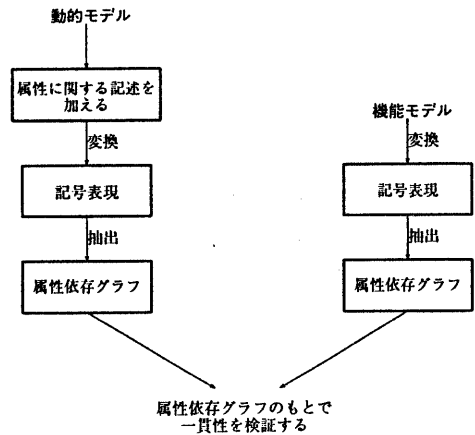 動的モデル
属性に関する記述を
加える
変換
記号表現
抽出
属性依存グラフ
機能モデル
変換
記号表現
抽出
属性依存グラフ
属性依存グラフのもとで
一貫性を検証する